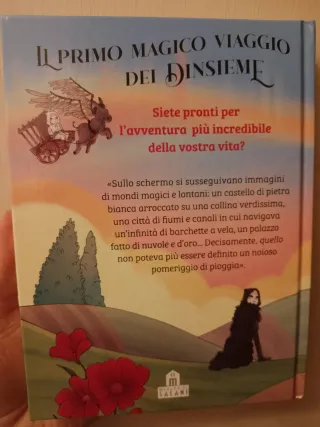 Il primo magico viaggio
dei Dinsieme
Siete pronti per
l'avventura più incredibile
della vostra vita?
«Sullo schermo si susseguivano immagini
di mondi magici e lontani: un castello di pietra
bianca arroccato su una collina verdissima,
una città di fiumi e canali in cui navigava
un'infinità di barchette a vela, un palazzo
fatto di nuvole e d'oro... Decisamente, quello
non poteva più essere definito un noioso
pomeriggio di pioggia».
SALANI